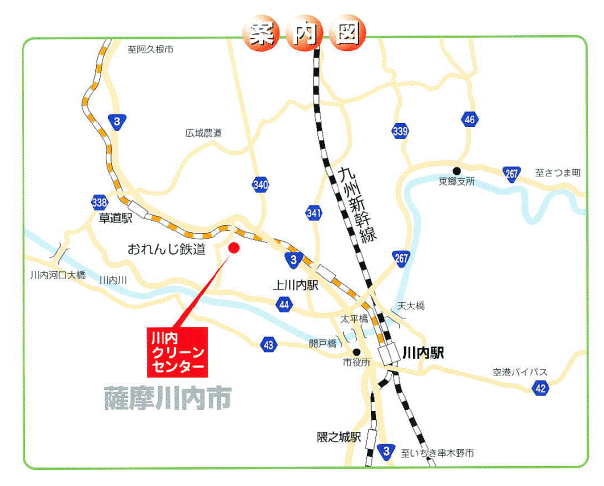 案内図
至阿久根市
3
広域農道
339
46
九州新幹線
東郷支所
267
至さつま町
338
草道駅
340
341
おれんじ鉄道
3
267
川内河口大橋
川内川
上川内駅
44
天大橋
太平橋
開戸橋
43
市役所
川内駅
川内
クリーン
センター
空港バイパス
42
薩摩川内市
隈之城駅
3
至いちき串木野市